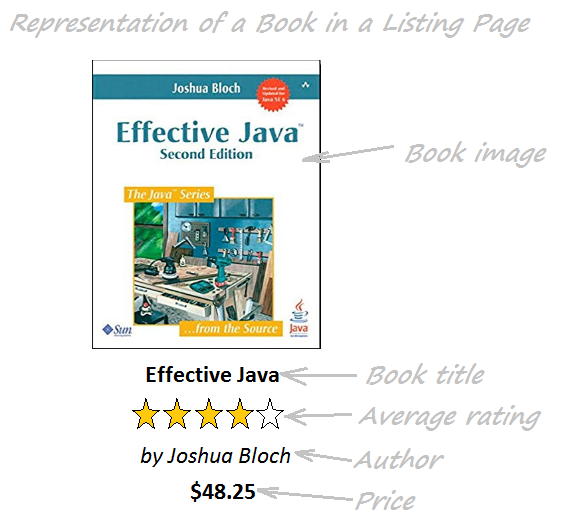 Representation of a Book in a Listing Page
Joshua Bloch
Revised and
Updated for
Java SE 6
Effective Java™
Second Edition
Book image
The Java™ Series
Sun
microsystems
...from the Source
Java
Effective Java
Book title
Average rating
by Joshua Bloch
Author
$48.25
Price